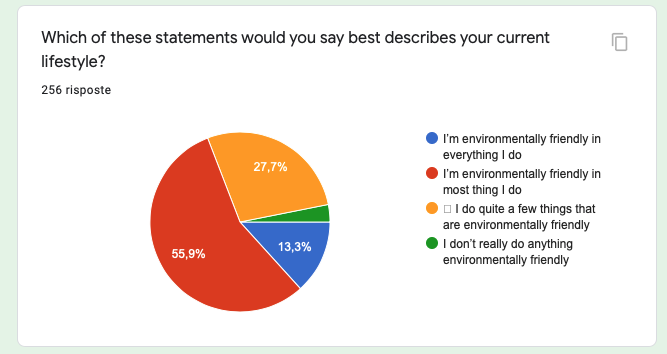 Which of these statements would you say best describes your current
lifestyle?
256 risposte
27,7%
55,9%
13,3%
I'm environmentally friendly in
everything I do
I'm environmentally friendly in
most thing I do
I do quite a few things that
are environmentally friendly
I don't really do anything
environmentally friendly